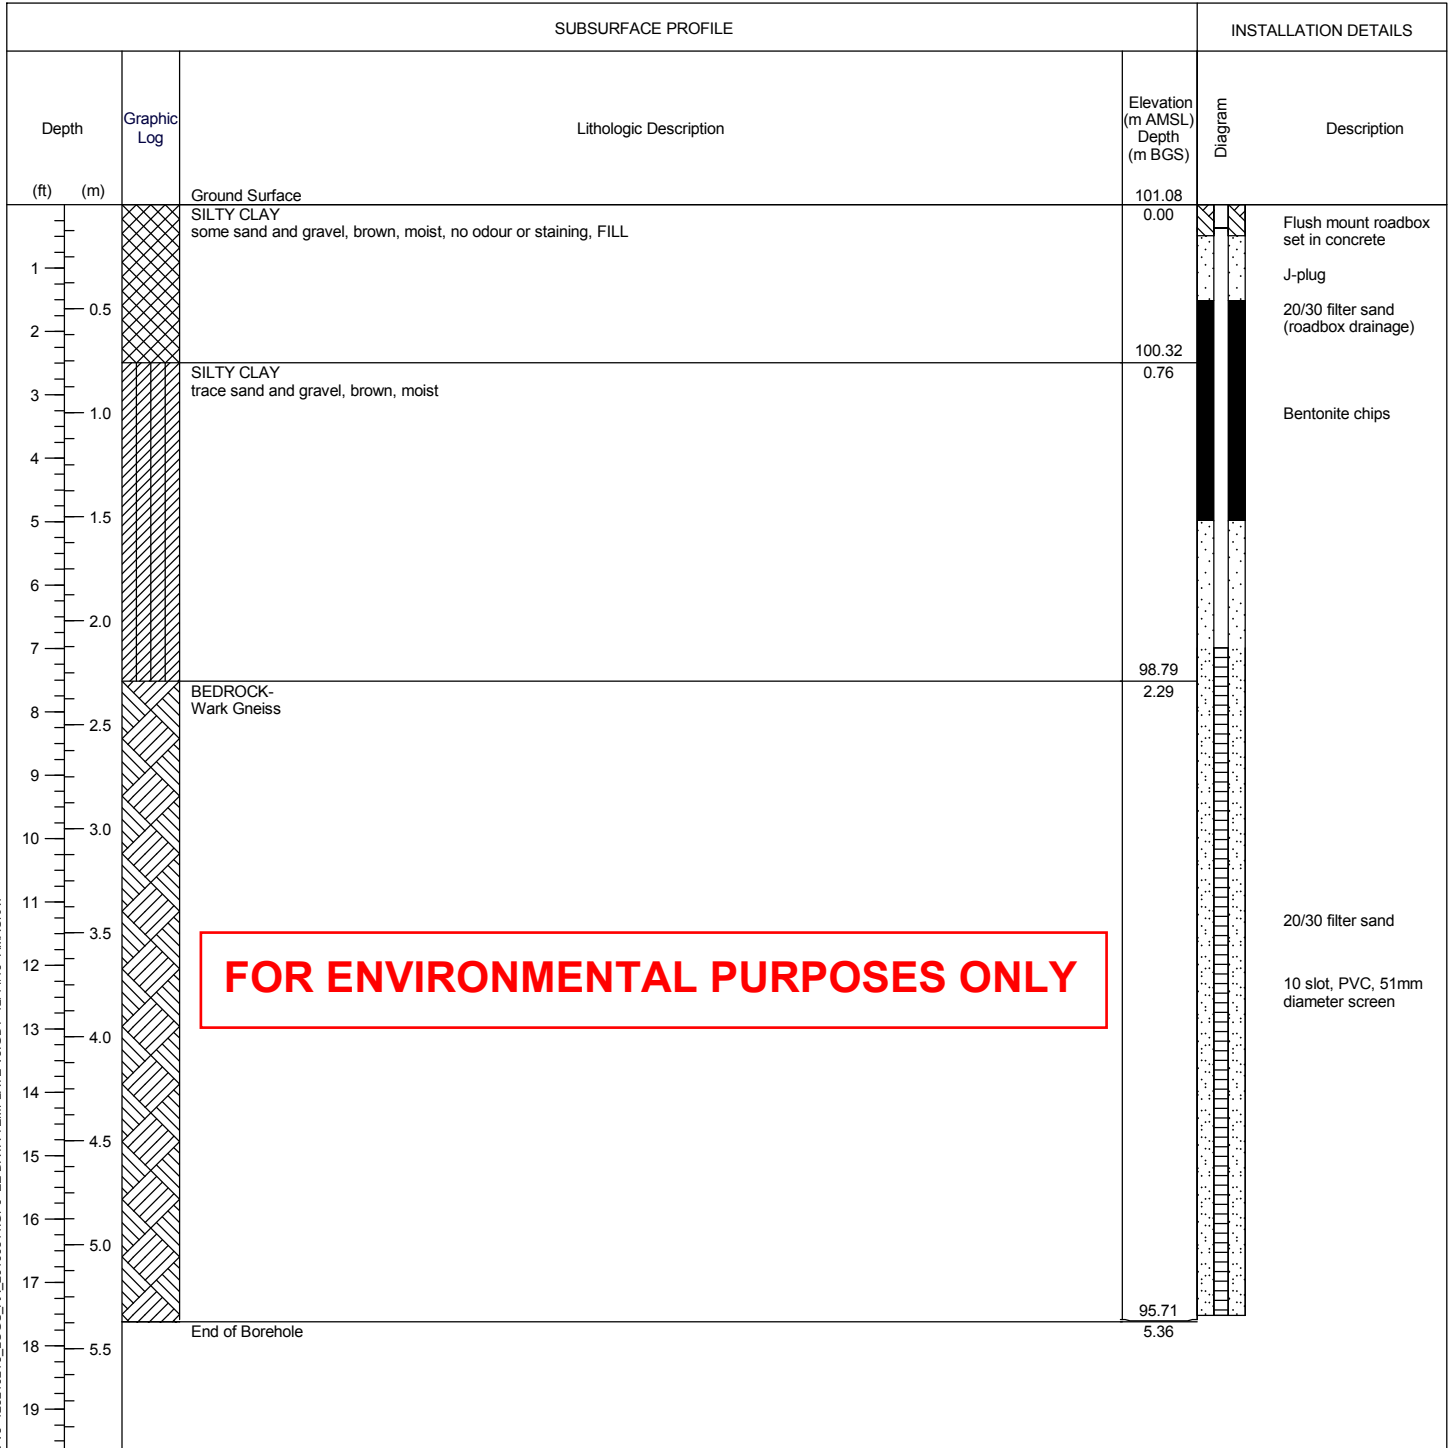 SUBSURFACE PROFILE
INSTALLATION DETAILS
Depth
Graphic
Log
Lithologic Description
Elevation
(m AMSL)
Depth
(m BGS)
Diagram
Description
(ft) (m)
Ground Surface
101.08
SILTY CLAY
some sand and gravel, brown, moist, no odour or staining, FILL
0.00
Flush mount roadbox
set in concrete
1
J-plug
0.5
20/30 filter sand
(roadbox drainage)
2
100.32
SILTY CLAY
trace sand and gravel, brown, moist
0.76
3
1.0
Bentonite chips
4
1.5
5
6
2.0
7
98.79
BEDROCK-
Wark Gneiss
2.29
8
2.5
9
3.0
10
11
20/30 filter sand
3.5
12
FOR ENVIRONMENTAL PURPOSES ONLY
10 slot, PVC, 51mm
diameter screen
13
4.0
14
4.5
15
16
5.0
17
95.71
End of Borehole
5.36
18
5.5
19